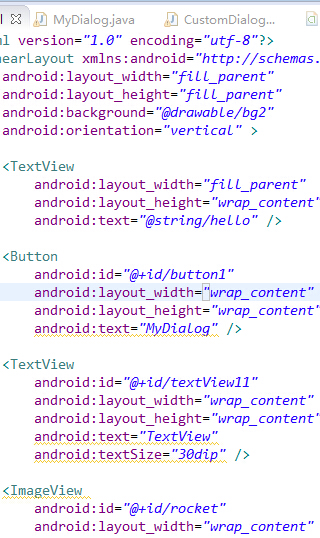 MyDialog.java CustomDialog...
al version="1.0" encoding="utf-8"?>
nearLayout xmlns:android="http://schemas.
android:layout_width="fill_parent"
android:layout_height="fill_parent"
android:background="@drawable/bg2"
android:orientation="vertical" >
<TextView
android:layout_width="fill_parent"
android:layout_height="wrap_content"
android:text="@string/hello" />
<Button
android:id="@+id/button1"
android:layout_width="wrap_content"
android:layout_height="wrap_content"
android:text="MyDialog" />
<TextView
android:id="@+id/textView11"
android:layout_width="wrap_content"
android:layout_height="wrap_content"
android:text="TextView"
android:textSize="30dip" />
<ImageView
android:id="@+id/rocket"
android:layout_width="wrap_content"